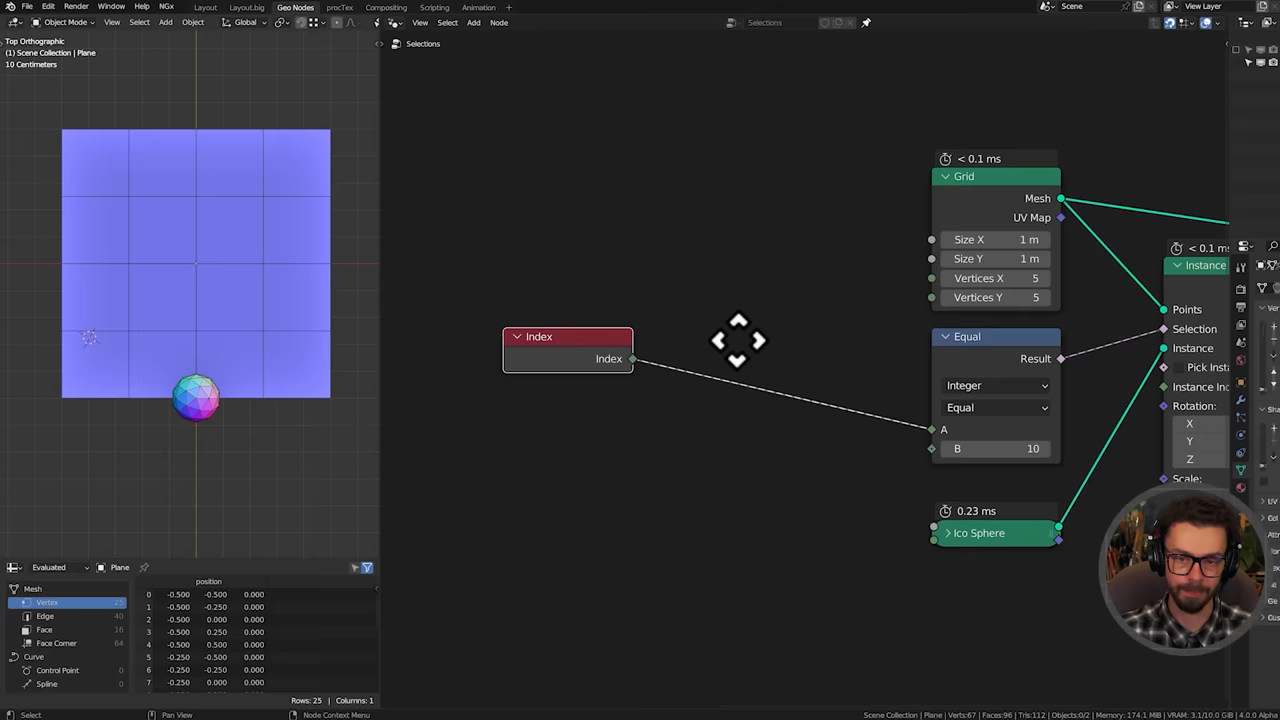 File Edit Render Window Help NGx Layout Layout.big Geo Nodes procTex Compositing Scripting Animation + Scene View Layer
Object Mode View Select Add Object Global View Select Add Node Selections
Top Orthographic
(1) Scene Collection | Plane
10 Centimeters
Selections
< 0.1 ms
Grid
Mesh
UV Map
Size X 1 m
Size Y 1 m
Vertices X 5
Vertices Y 5
< 0.1 ms
Instance
Points
Selection
Instance
Pick Inst
Instance Ind
Rotation:
X
Y
Z
Scale:
Index
Index
Equal
Result
Integer
Equal
A
B 10
0.23 ms
Ico Sphere
Evaluated Plane
Mesh
Vertex 25
Edge 40
Face 16
Face Corner 64
Curve
Control Point 0
Spline 0
position
0 -0.500 -0.500 0.000
1 -0.500 -0.250 0.000
2 -0.500 0.000 0.000
3 -0.500 0.250 0.000
4 -0.500 0.500 0.000
5 -0.250 -0.500 0.000
6 -0.250 -0.250 0.000
7 -0.250 0.000 0.000
Rows: 25 | Columns: 1
Select Pan View Node Context Menu Scene Collection | Plane | Verts:67 | Faces:96 | Tris:112 | Objects:0/2 | Memory: 174.1 MiB | VRAM: 3.1/10.0 GiB | 4.0.0 Alpha